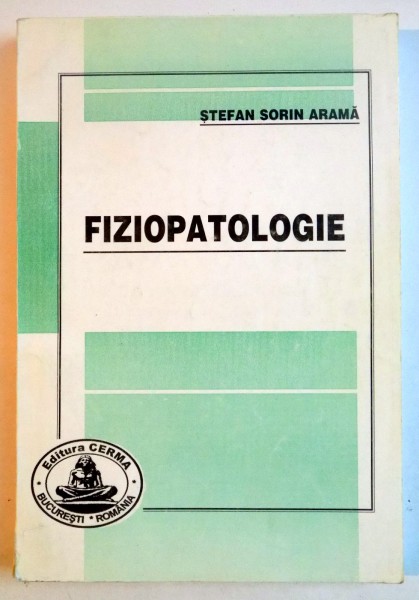 ȘTEFAN SORIN ARAMĂ
FIZIOPATOLOGIE
Editura CERMA
* BUCUREȘTI * ROMÂNIA *